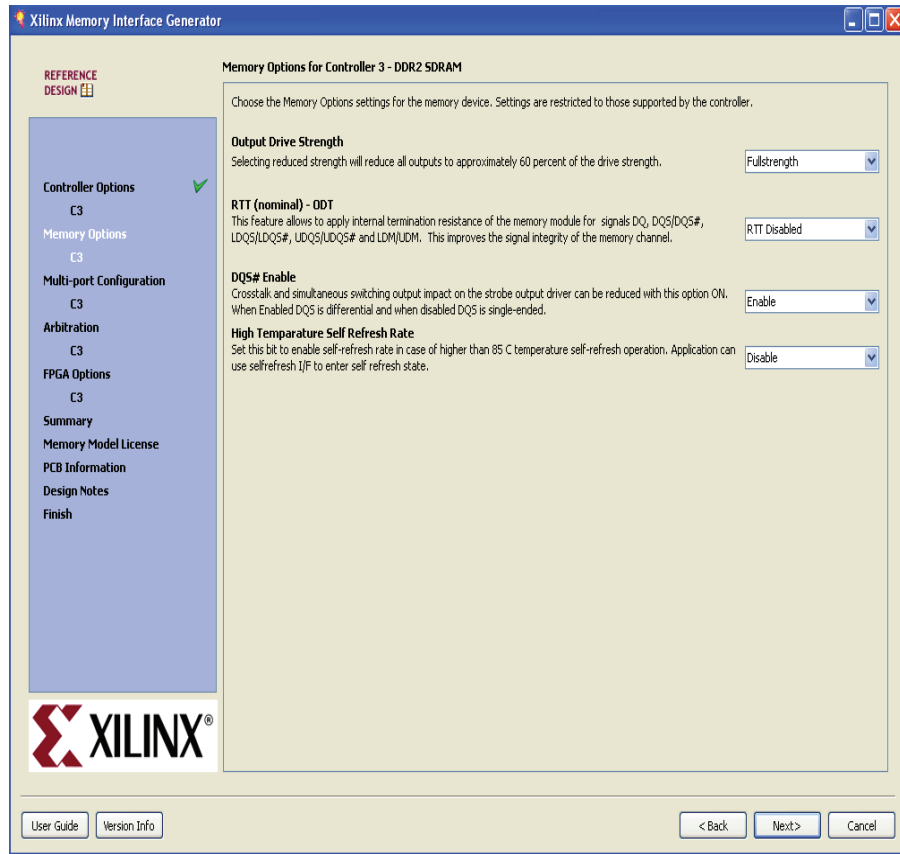 Xilinx Memory Interface Generator
REFERENCE
DESIGN
Controller Options
C3
Memory Options
C3
Multi-port Configuration
C3
Arbitration
C3
FPGA Options
C3
Summary
Memory Model License
PCB Information
Design Notes
Finish
XILINX®
Memory Options for Controller 3 - DDR2 SDRAM
Choose the Memory Options settings for the memory device. Settings are restricted to those supported by the controller.
Output Drive Strength
Selecting reduced strength will reduce all outputs to approximately 60 percent of the drive strength.
Fullstrength
RTT (nominal) - ODT
This feature allows to apply internal termination resistance of the memory module for signals DQ, DQS/DQS#,
LDQS/LDQS#, UDQS/UDQS# and LDM/UDM. This improves the signal integrity of the memory channel.
RTT Disabled
DQS# Enable
Crosstalk and simultaneous switching output impact on the strobe output driver can be reduced with this option ON.
When Enabled DQS is differential and when disabled DQS is single-ended.
Enable
High Temparature Self Refresh Rate
Set this bit to enable self-refresh rate in case of higher than 85 C temperature self-refresh operation. Application can
use selfrefresh I/F to enter self refresh state.
Disable
User Guide
Version Info
< Back
Next>
Cancel